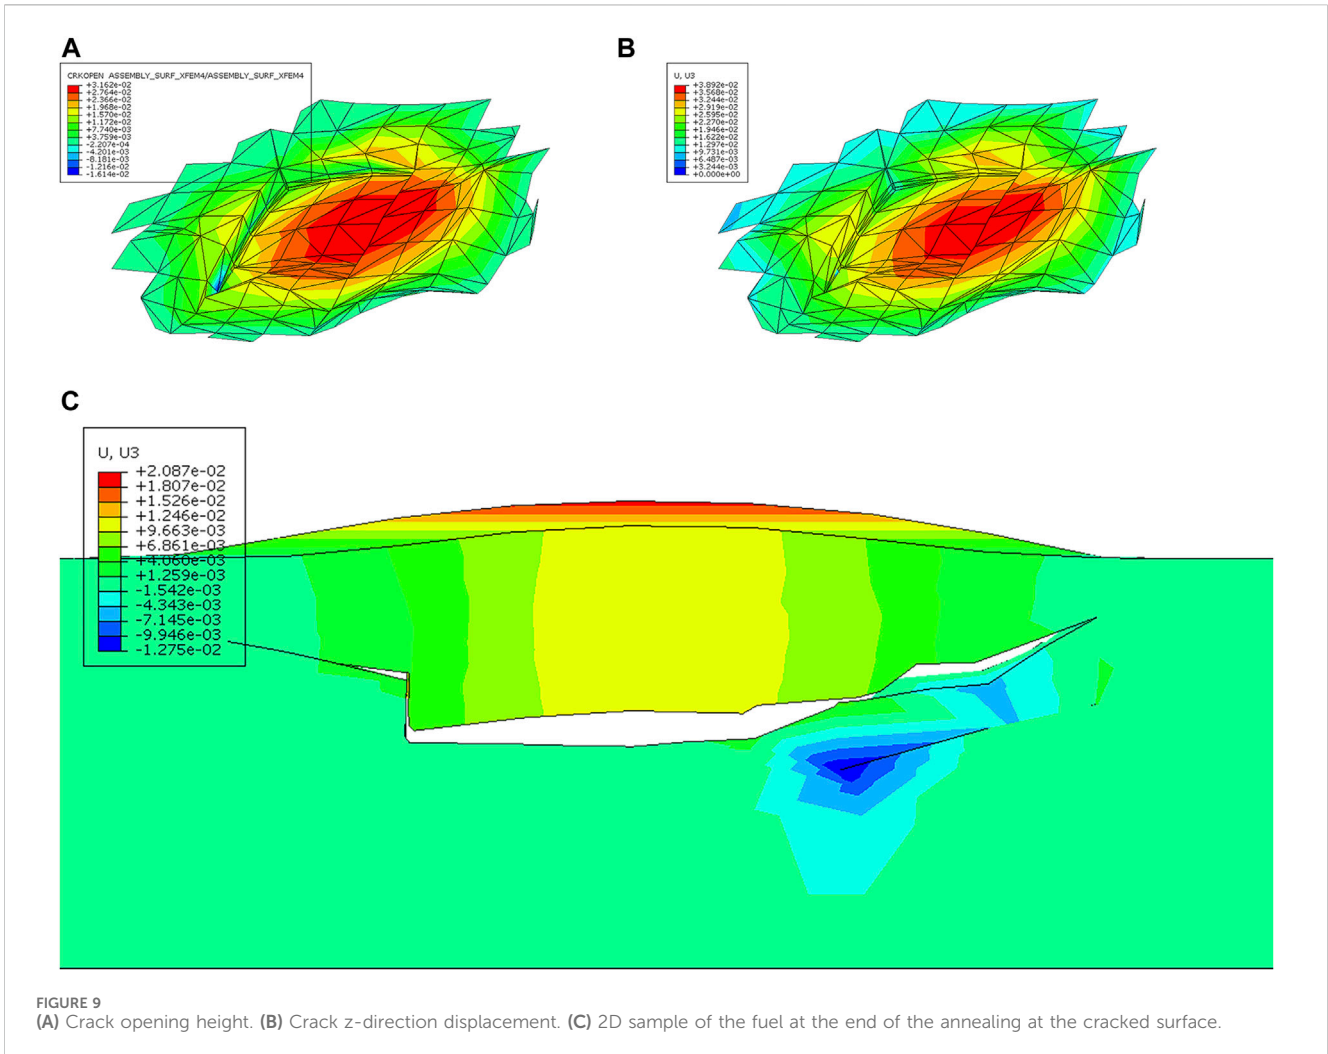 A
CRKOPEN ASSEMBLY_SURF_XFEM4/ASSEMBLY_SURF_XFEM4
+3.162e-02
+2.764e-02
+2.366e-02
+1.968e-02
+1.570e-02
+1.172e-02
+7.740e-03
+3.759e-03
-2.207e-04
-4.201e-03
-8.181e-03
-1.216e-02
-1.614e-02
B
U, U3
+3.892e-02
+3.568e-02
+3.244e-02
+2.919e-02
+2.595e-02
+2.270e-02
+1.946e-02
+1.622e-02
+1.297e-02
+9.731e-03
+6.487e-03
+3.244e-03
+0.000e+00
C
U, U3
+2.087e-02
+1.807e-02
+1.526e-02
+1.246e-02
+9.663e-03
+6.861e-03
+4.060e-03
+1.259e-03
-1.542e-03
-4.343e-03
-7.145e-03
-9.946e-03
-1.275e-02
FIGURE 9
(A) Crack opening height. (B) Crack z-direction displacement. (C) 2D sample of the fuel at the end of the annealing at the cracked surface.